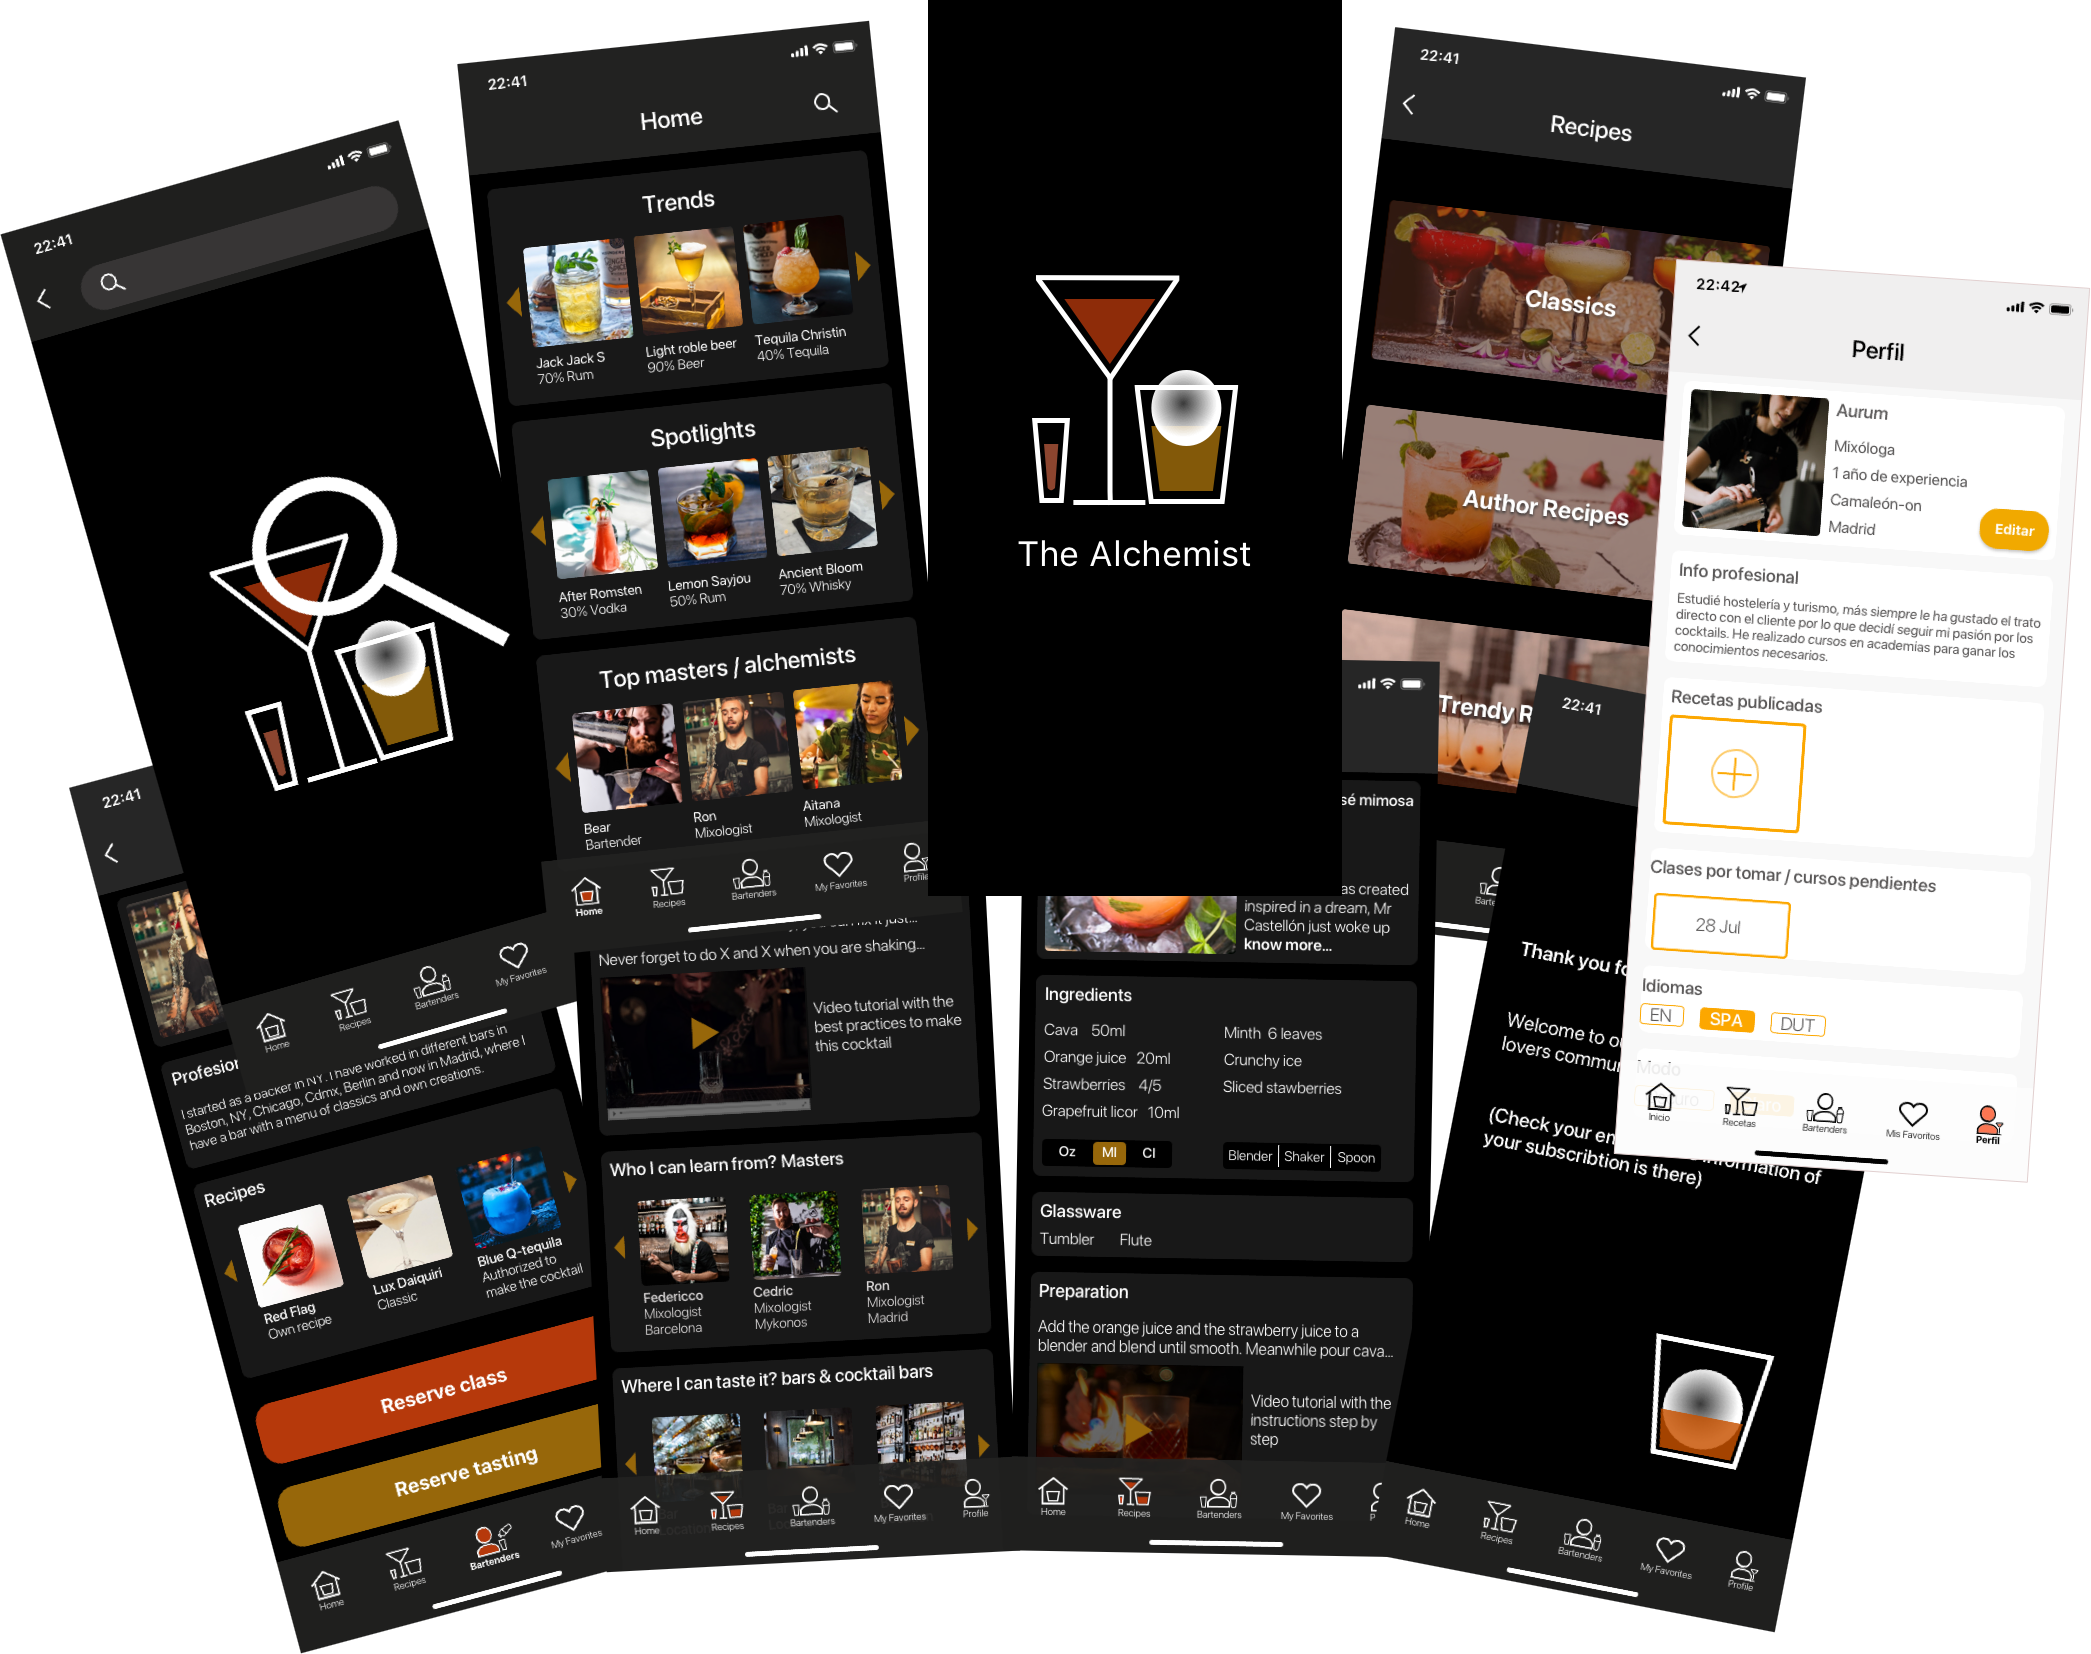 22:41
22:41
Home
Trends
Jack Jack S
70% Rum
Light roble beer
90% Beer
Tequila Christin
40% Tequila
Spotlights
After Romsten
30% Vodka
Lemon Sayjou
50% Rum
Ancient Bloom
70% Whisky
Top masters / alchemists
Bear
Bartender
Ron
Mixologist
Aitana
Mixologist
Home
Recipes
Bartenders
My Favorites
Profile
The Alchemist
22:41
Recipes
Classics
Author Recipes
Trendy R
22:42
Perfil
Aurum
Mixóloga
1 año de experiencia
Camaleón-on
Madrid
Editar
Info profesional
Estudié hostelería y turismo, más siempre le ha gustado el trato
directo con el cliente por lo que decidí seguir mi pasión por los
cocktails. He realizado cursos en academias para ganar los
conocimientos necesarios.
Recetas publicadas
Clases por tomar / cursos pendientes
28 Jul
Idiomas
EN SPA DUT
Modo
Inicio
Recetas
Bartenders
Mis Favoritos
Perfil
Home
Recipes
Bartenders
My Favorites
22:41
Profesion
I started as a backer in NY. I have worked in different bars in
Boston, NY, Chicago, Cdmx, Berlin and now in Madrid, where I
have a bar with a menu of classics and own creations.
Recipes
Red Flag
Own recipe
Lux Daiquiri
Classic
Blue Q-tequila
Authorized to
make the cocktail
Reserve class
Reserve tasting
Home
Recipes
Bartenders
My Favorites
Never forget to do X and X when you are shaking...
Video tutorial with the
best practices to make
this cocktail
Who I can learn from? Masters
Federicco
Mixologist
Barcelona
Cedric
Mixologist
Mykonos
Ron
Mixologist
Madrid
Where I can taste it? bars & cocktail bars
Home
Recipes
Bartenders
My Favorites
Profile
sé mimosa
as created
inspired in a dream, Mr
Castellón just woke up
know more...
Ingredients
Cava 50ml
Orange juice 20ml
Strawberries 4/5
Grapefruit licor 10ml
Minth 6 leaves
Crunchy ice
Sliced stawberries
Oz Ml Cl
Blender Shaker Spoon
Glassware
Tumbler Flute
Preparation
Add the orange juice and the strawberry juice to a
blender and blend until smooth. Meanwhile pour cava...
Video tutorial with the
instructions step by
step
Home
Recipes
Bartenders
My Favorites
22:41
Thank you fo
Welcome to ou
lovers commu
(Check your em
information of
your subscribtion is there)
Home
Recipes
Bartenders
My Favorites
Profile